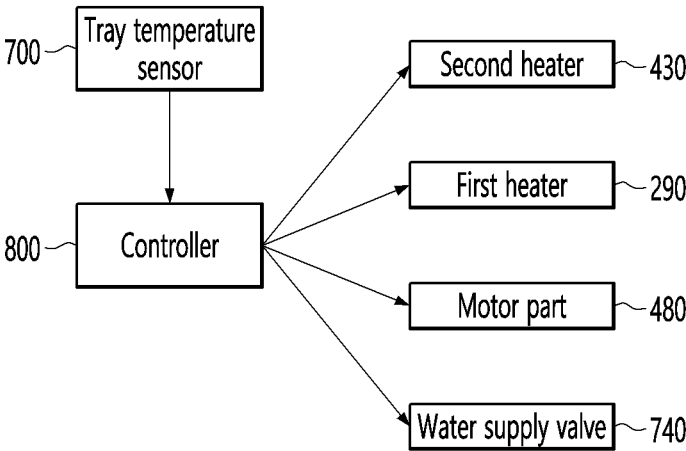 700
Tray temperature
sensor
Second heater
430
First heater
290
800
Controller
Motor part
480
Water supply valve
740